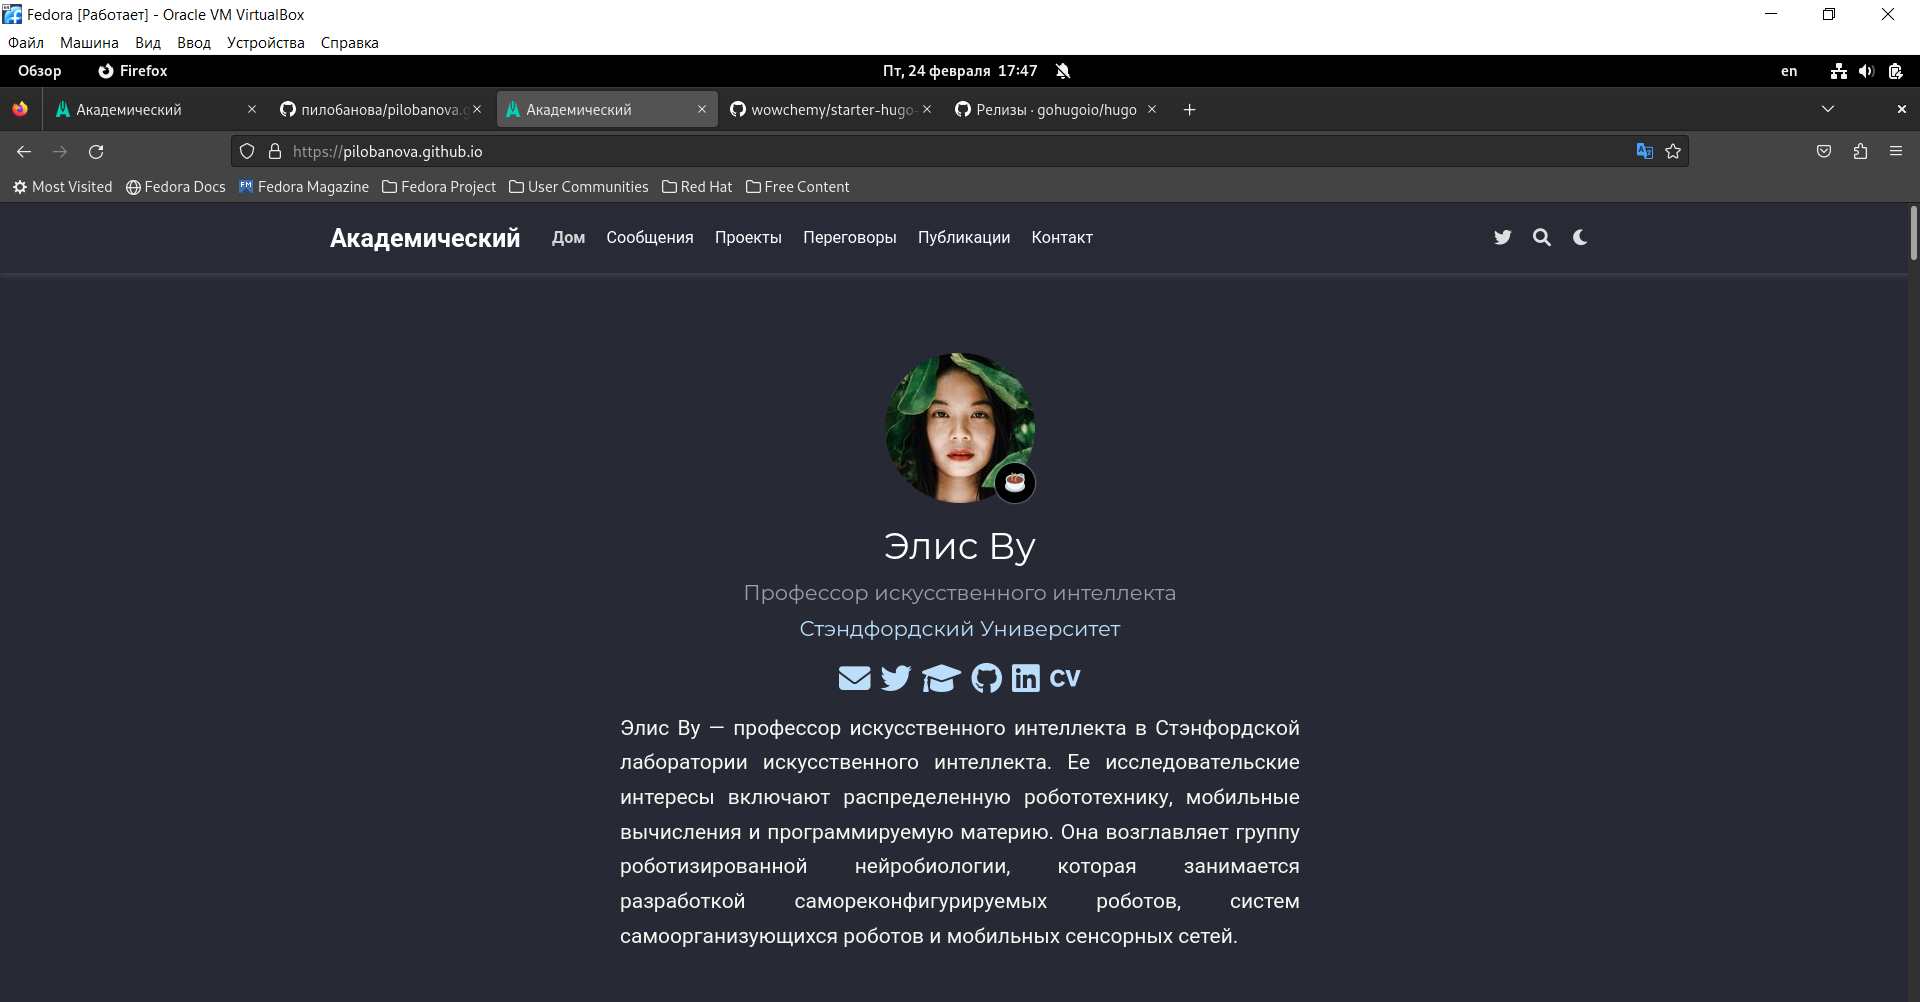 Fedora [Работает] - Oracle VM VirtualBox
Файл Машина Вид Ввод Устройства Справка
Обзор Firefox Пт, 24 февраля 17:47 en
Академический пилобанова/pilobanova.g Академический wowchemy/starter-hugo- Релизы · gohugoio/hugo
https://pilobanova.github.io
Most Visited Fedora Docs Fedora Magazine Fedora Project User Communities Red Hat Free Content
Академический Дом Сообщения Проекты Переговоры Публикации Контакт
Элис Ву
Профессор искусственного интеллекта
Стэндфордский Университет
CV
Элис Ву — профессор искусственного интеллекта в Стэнфордской
лаборатории искусственного интеллекта. Ее исследовательские
интересы включают распределенную робототехнику, мобильные
вычисления и программируемую материю. Она возглавляет группу
роботизированной нейробиологии, которая занимается
разработкой самореконфигурируемых роботов, систем
самоорганизующихся роботов и мобильных сенсорных сетей.